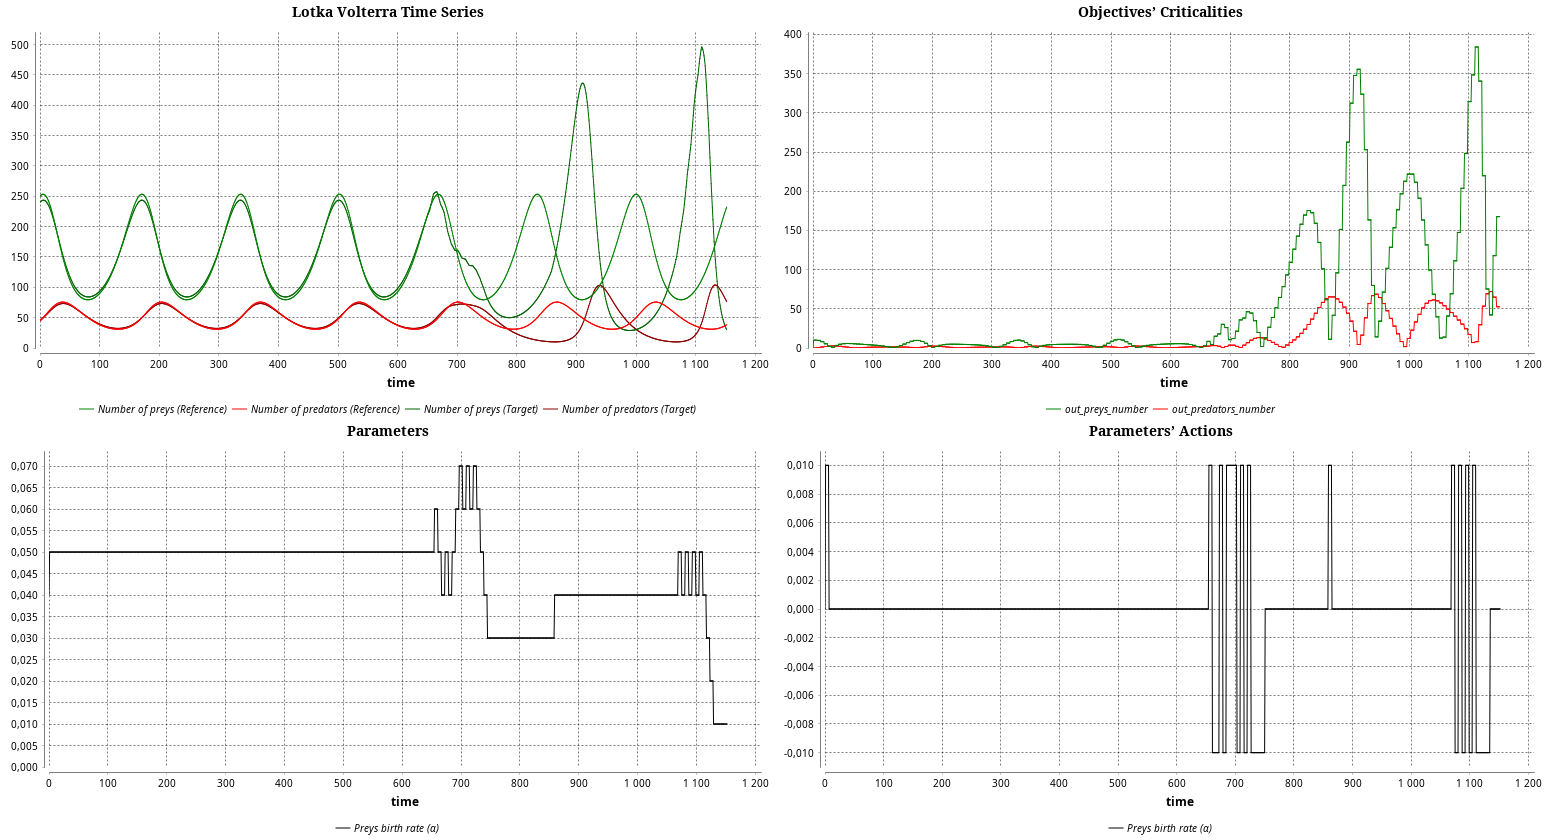 Lotka Volterra Time Series
500
450
400
350
300
250
200
150
100
50
0
0 100 200 300 400 500 600 700 800 900 1 000 1 100 1 200
time
Number of preys (Reference) Number of predators (Reference) Number of preys (Target) Number of predators (Target)
Objectives’ Criticalities
400
350
300
250
200
150
100
50
0
0 100 200 300 400 500 600 700 800 900 1 000 1 100 1 200
time
out_preys_number out_predators_number
Parameters
0,070
0,065
0,060
0,055
0,050
0,045
0,040
0,035
0,030
0,025
0,020
0,015
0,010
0,005
0,000
0 100 200 300 400 500 600 700 800 900 1 000 1 100 1 200
time
Preys birth rate (a)
Parameters’ Actions
0,010
0,008
0,006
0,004
0,002
0,000
-0,002
-0,004
-0,006
-0,008
-0,010
0 100 200 300 400 500 600 700 800 900 1 000 1 100 1 200
time
Preys birth rate (a)